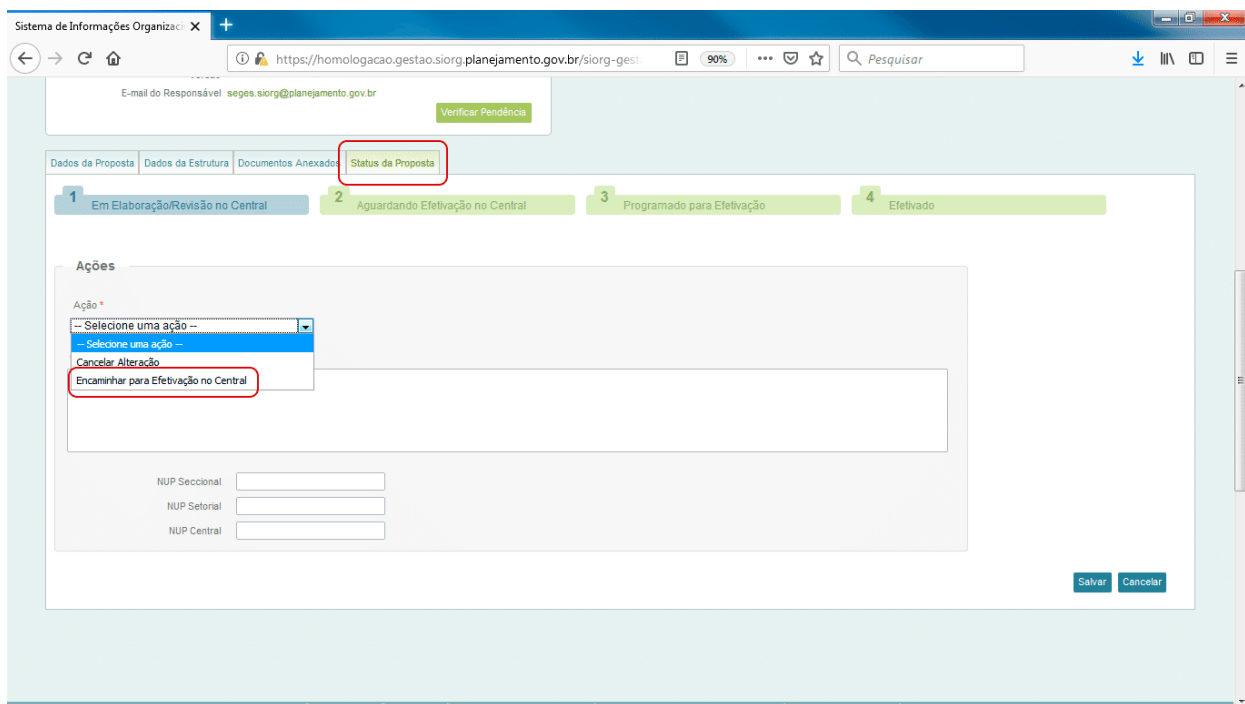 Sistema de Informações Organizaci
https://homologacao.gestao.siorg.planejamento.gov.br/siorg-gest
90%
Pesquisar
E-mail do Responsável seges.siorg@planejamento.gov.br
Verificar Pendência
Dados da Proposta Dados da Estrutura Documentos Anexados Status da Proposta
1 Em Elaboração/Revisão no Central
2 Aguardando Efetivação no Central
3 Programado para Efetivação
4 Efetivado
Ações
Ação *
-- Selecione uma ação --
-- Selecione uma ação --
Cancelar Alteração
Encaminhar para Efetivação no Central
NUP Seccional
NUP Setorial
NUP Central
Salvar Cancelar